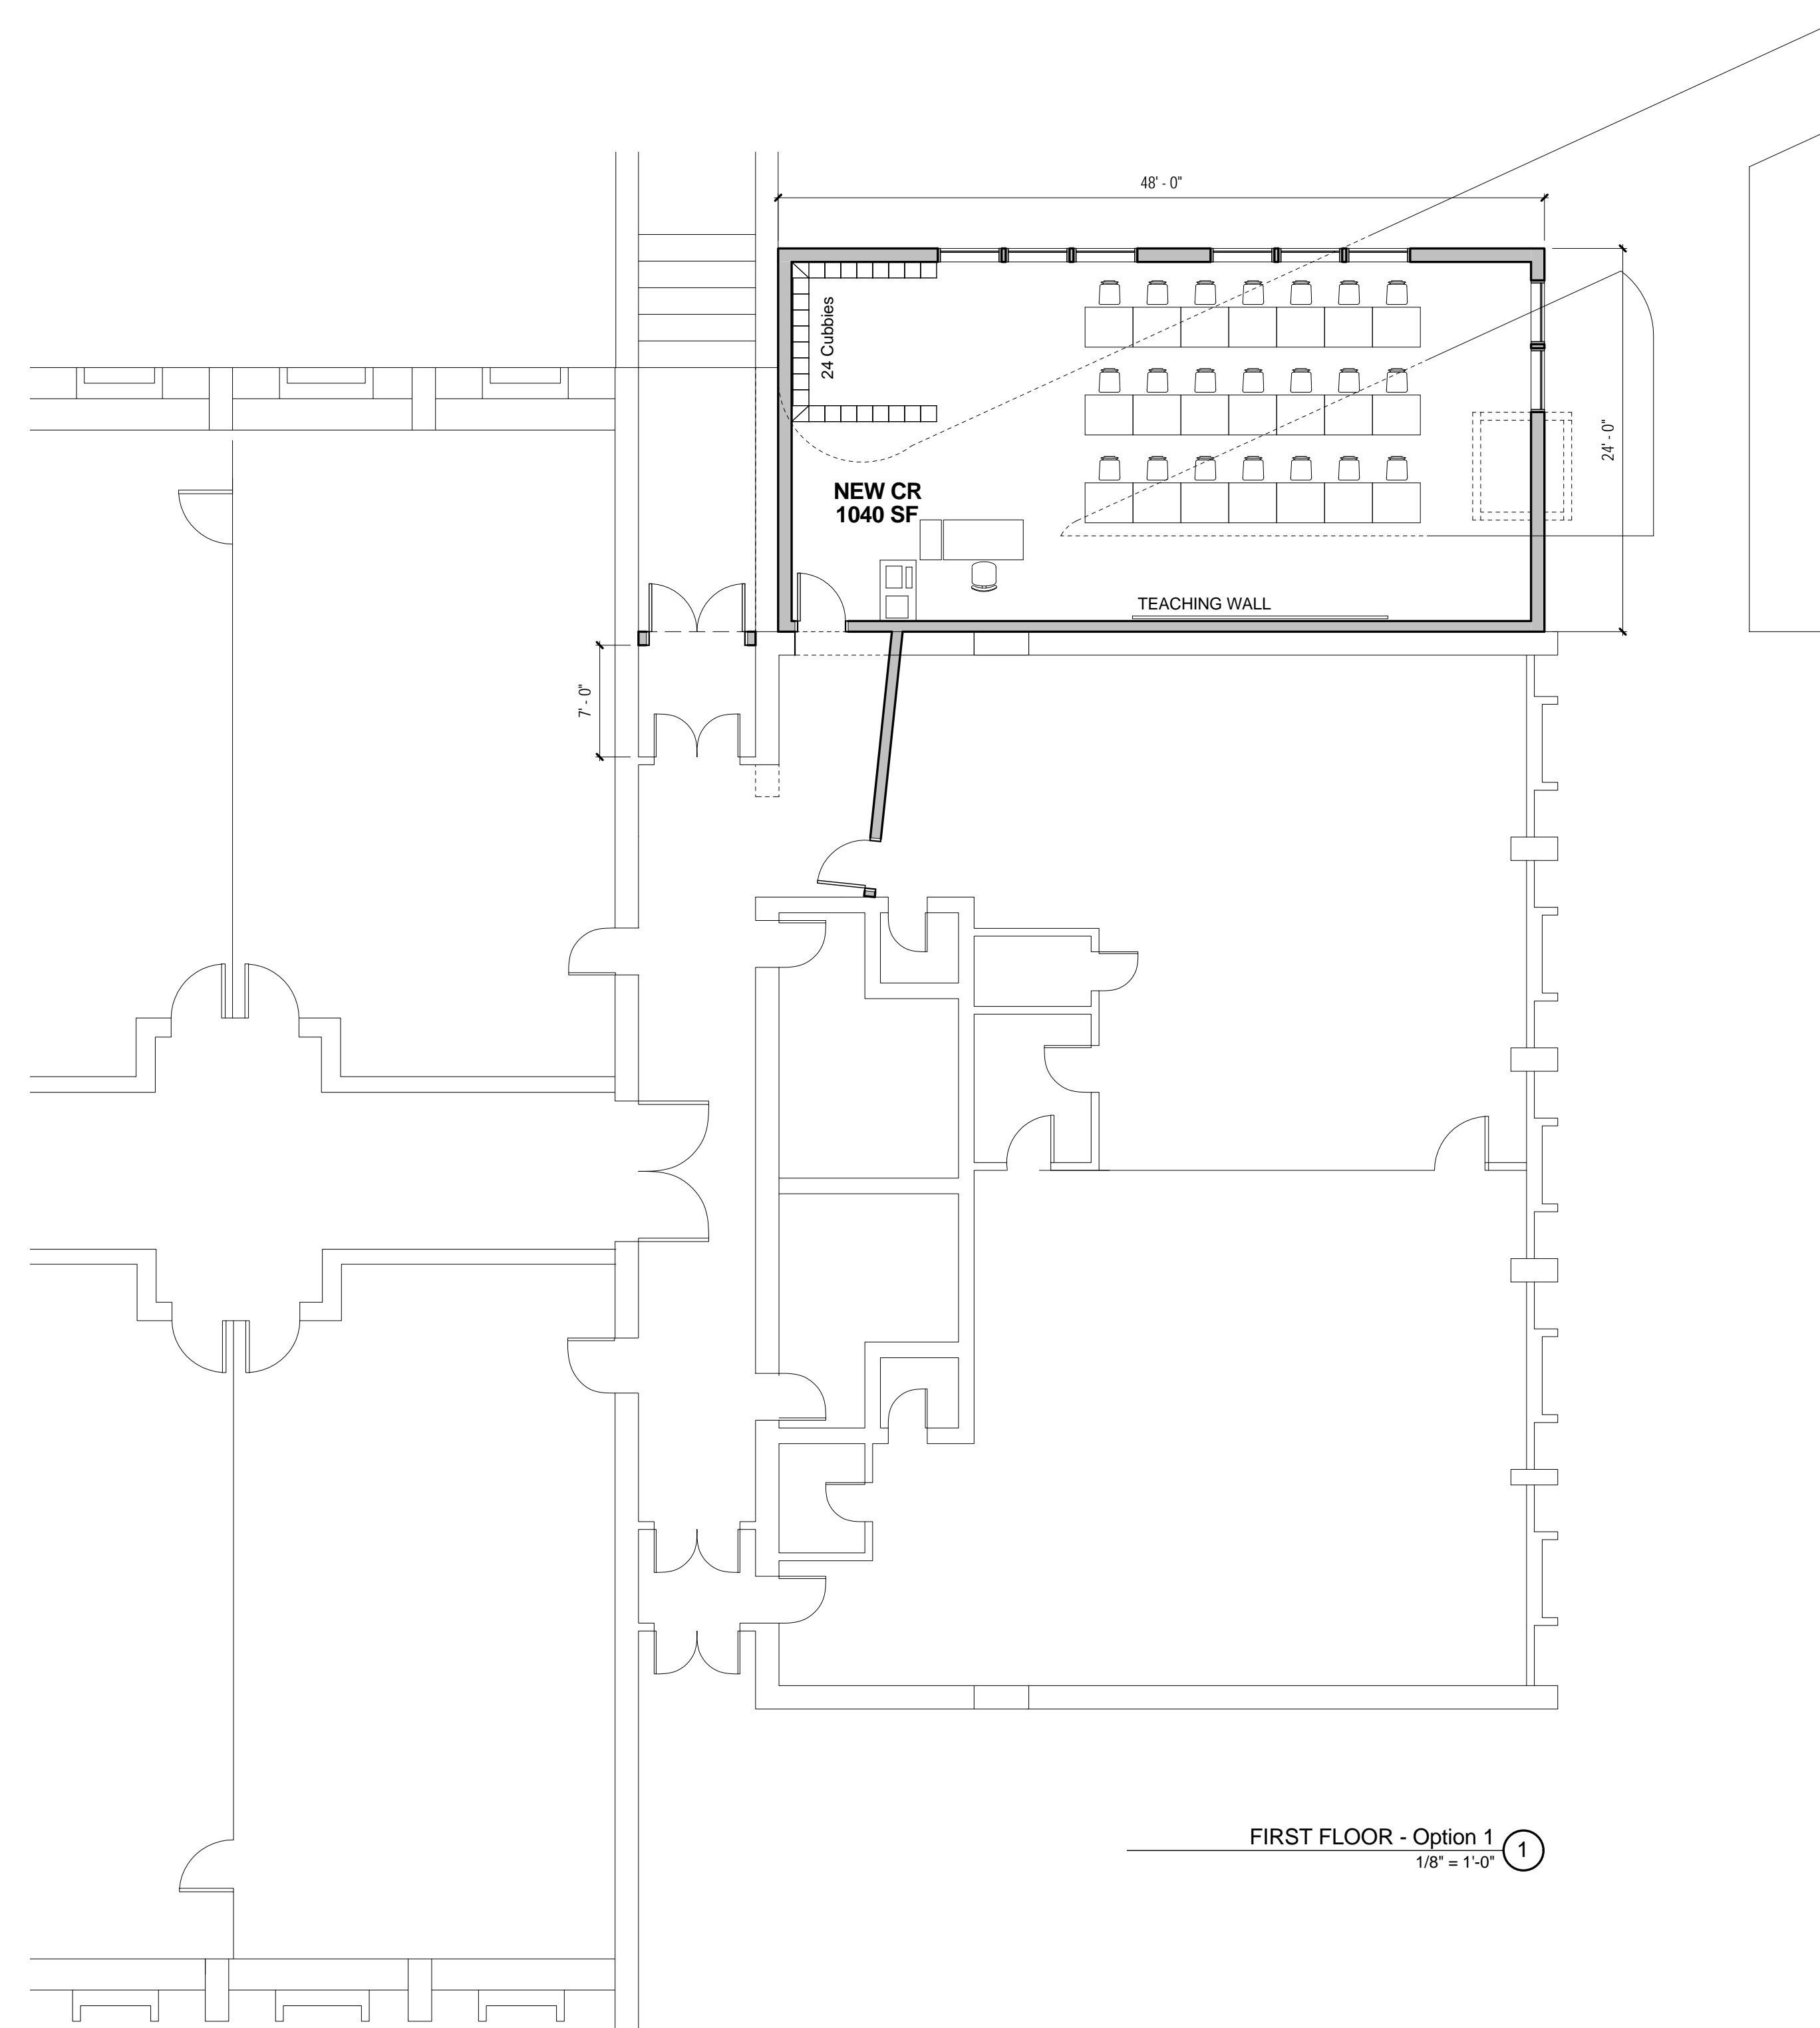 48' - 0"
24 Cubbies
24' - 0"
NEW CR
1040 SF
TEACHING WALL
7' - 0"
FIRST FLOOR - Option 1
1
1/8" = 1'-0"